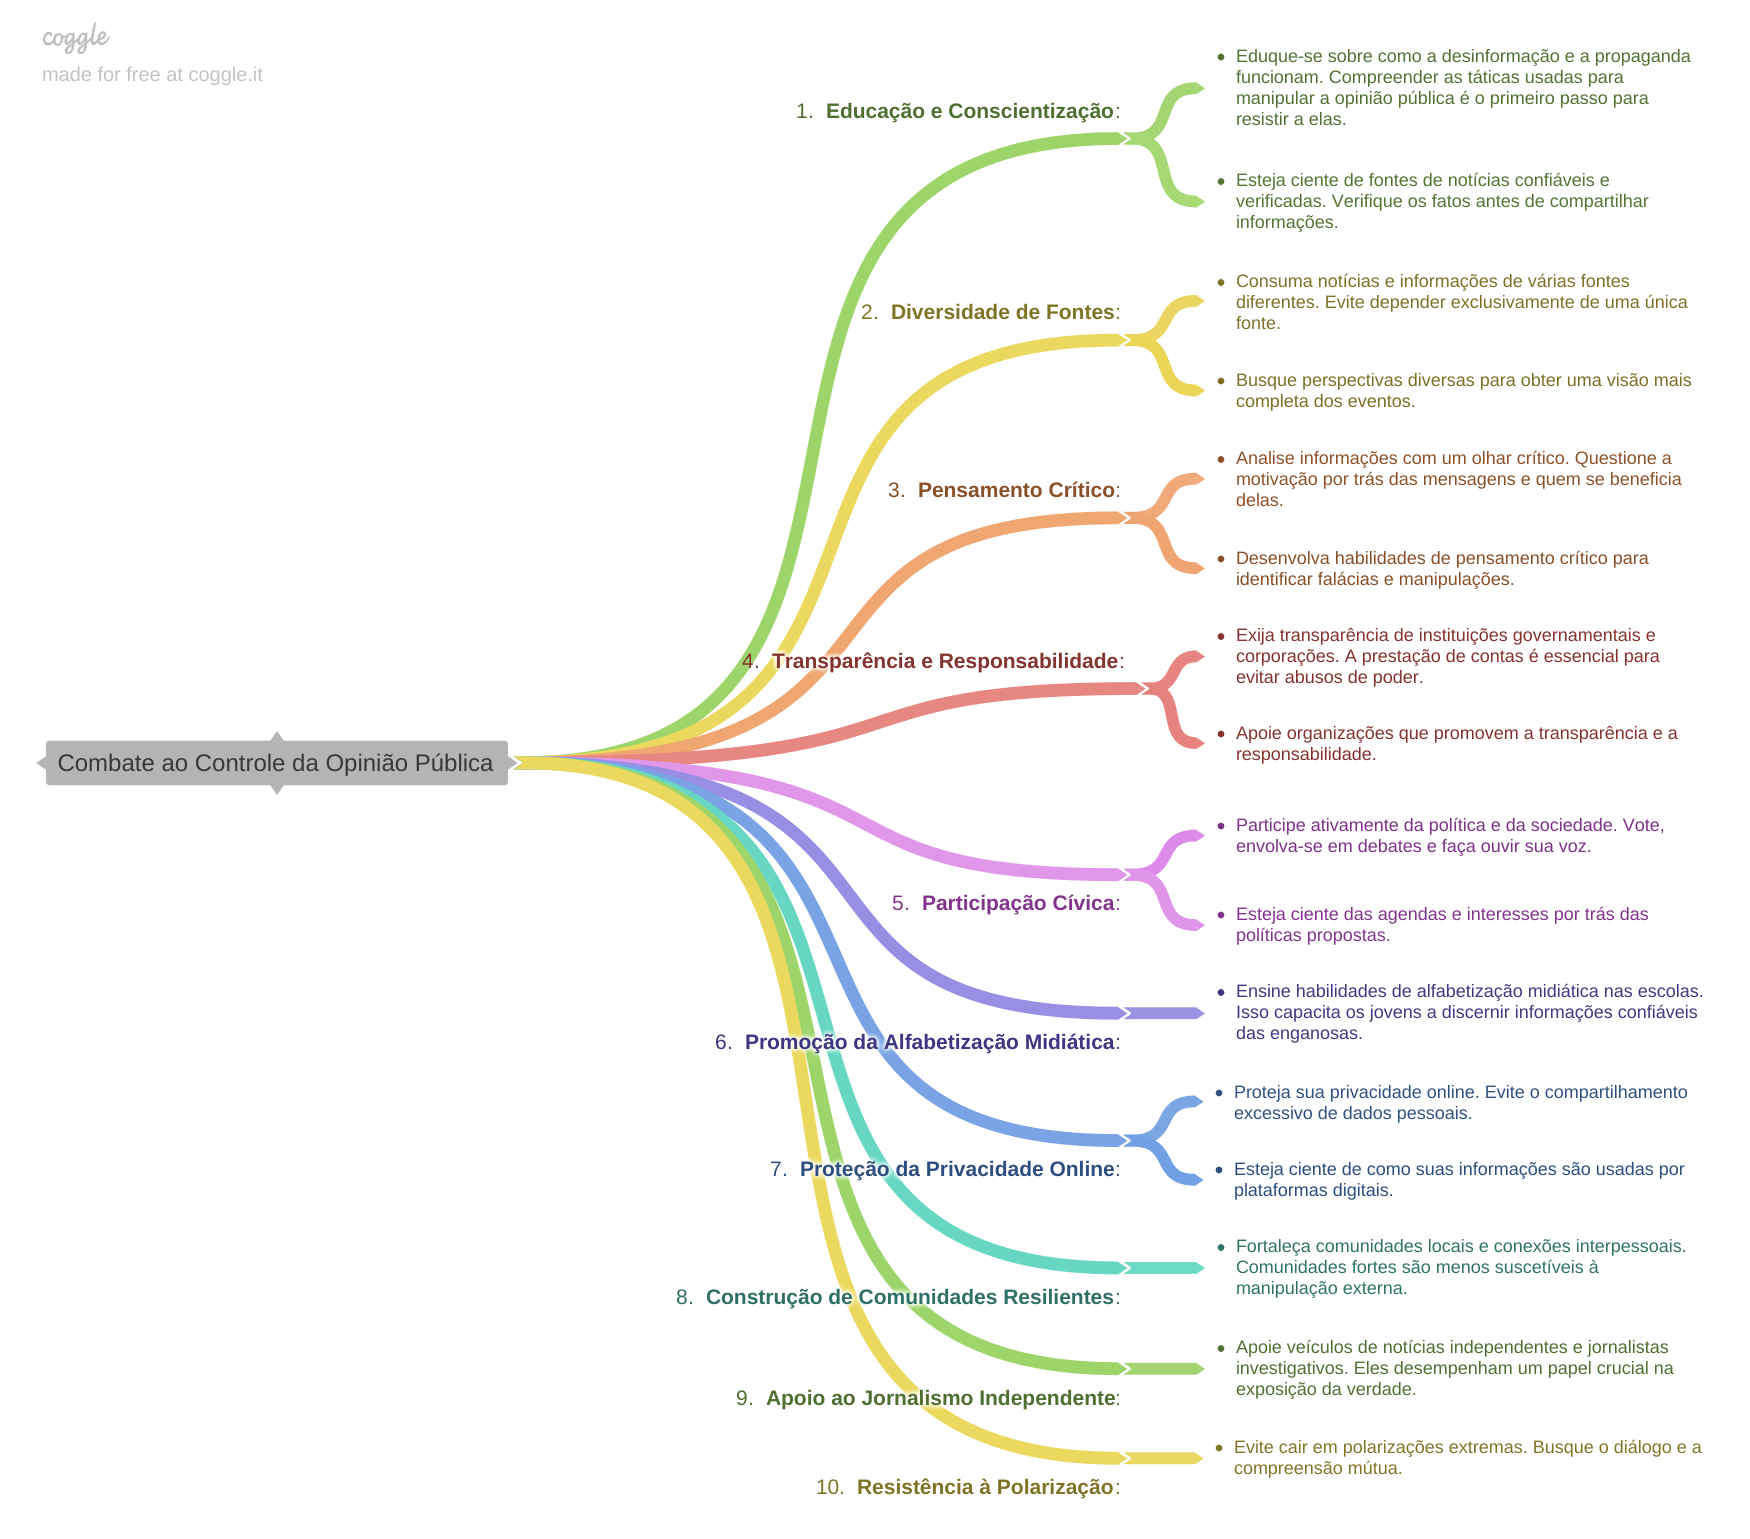 coggle
made for free at coggle.it
Combate ao Controle da Opinião Pública
1. Educação e Conscientização:
• Eduque-se sobre como a desinformação e a propaganda
funcionam. Compreender as táticas usadas para
manipular a opinião pública é o primeiro passo para
resistir a elas.
• Esteja ciente de fontes de notícias confiáveis e
verificadas. Verifique os fatos antes de compartilhar
informações.
2. Diversidade de Fontes:
• Consuma notícias e informações de várias fontes
diferentes. Evite depender exclusivamente de uma única
fonte.
• Busque perspectivas diversas para obter uma visão mais
completa dos eventos.
3. Pensamento Crítico:
• Analise informações com um olhar crítico. Questione a
motivação por trás das mensagens e quem se beneficia
delas.
• Desenvolva habilidades de pensamento crítico para
identificar falácias e manipulações.
4. Transparência e Responsabilidade:
• Exija transparência de instituições governamentais e
corporações. A prestação de contas é essencial para
evitar abusos de poder.
• Apoie organizações que promovem a transparência e a
responsabilidade.
5. Participação Cívica:
• Participe ativamente da política e da sociedade. Vote,
envolva-se em debates e faça ouvir sua voz.
• Esteja ciente das agendas e interesses por trás das
políticas propostas.
6. Promoção da Alfabetização Midiática:
• Ensine habilidades de alfabetização midiática nas escolas.
Isso capacita os jovens a discernir informações confiáveis
das enganosas.
7. Proteção da Privacidade Online:
• Proteja sua privacidade online. Evite o compartilhamento
excessivo de dados pessoais.
• Esteja ciente de como suas informações são usadas por
plataformas digitais.
8. Construção de Comunidades Resilientes:
• Fortaleça comunidades locais e conexões interpessoais.
Comunidades fortes são menos suscetíveis à
manipulação externa.
9. Apoio ao Jornalismo Independente:
• Apoie veículos de notícias independentes e jornalistas
investigativos. Eles desempenham um papel crucial na
exposição da verdade.
10. Resistência à Polarização:
• Evite cair em polarizações extremas. Busque o diálogo e a
compreensão mútua.